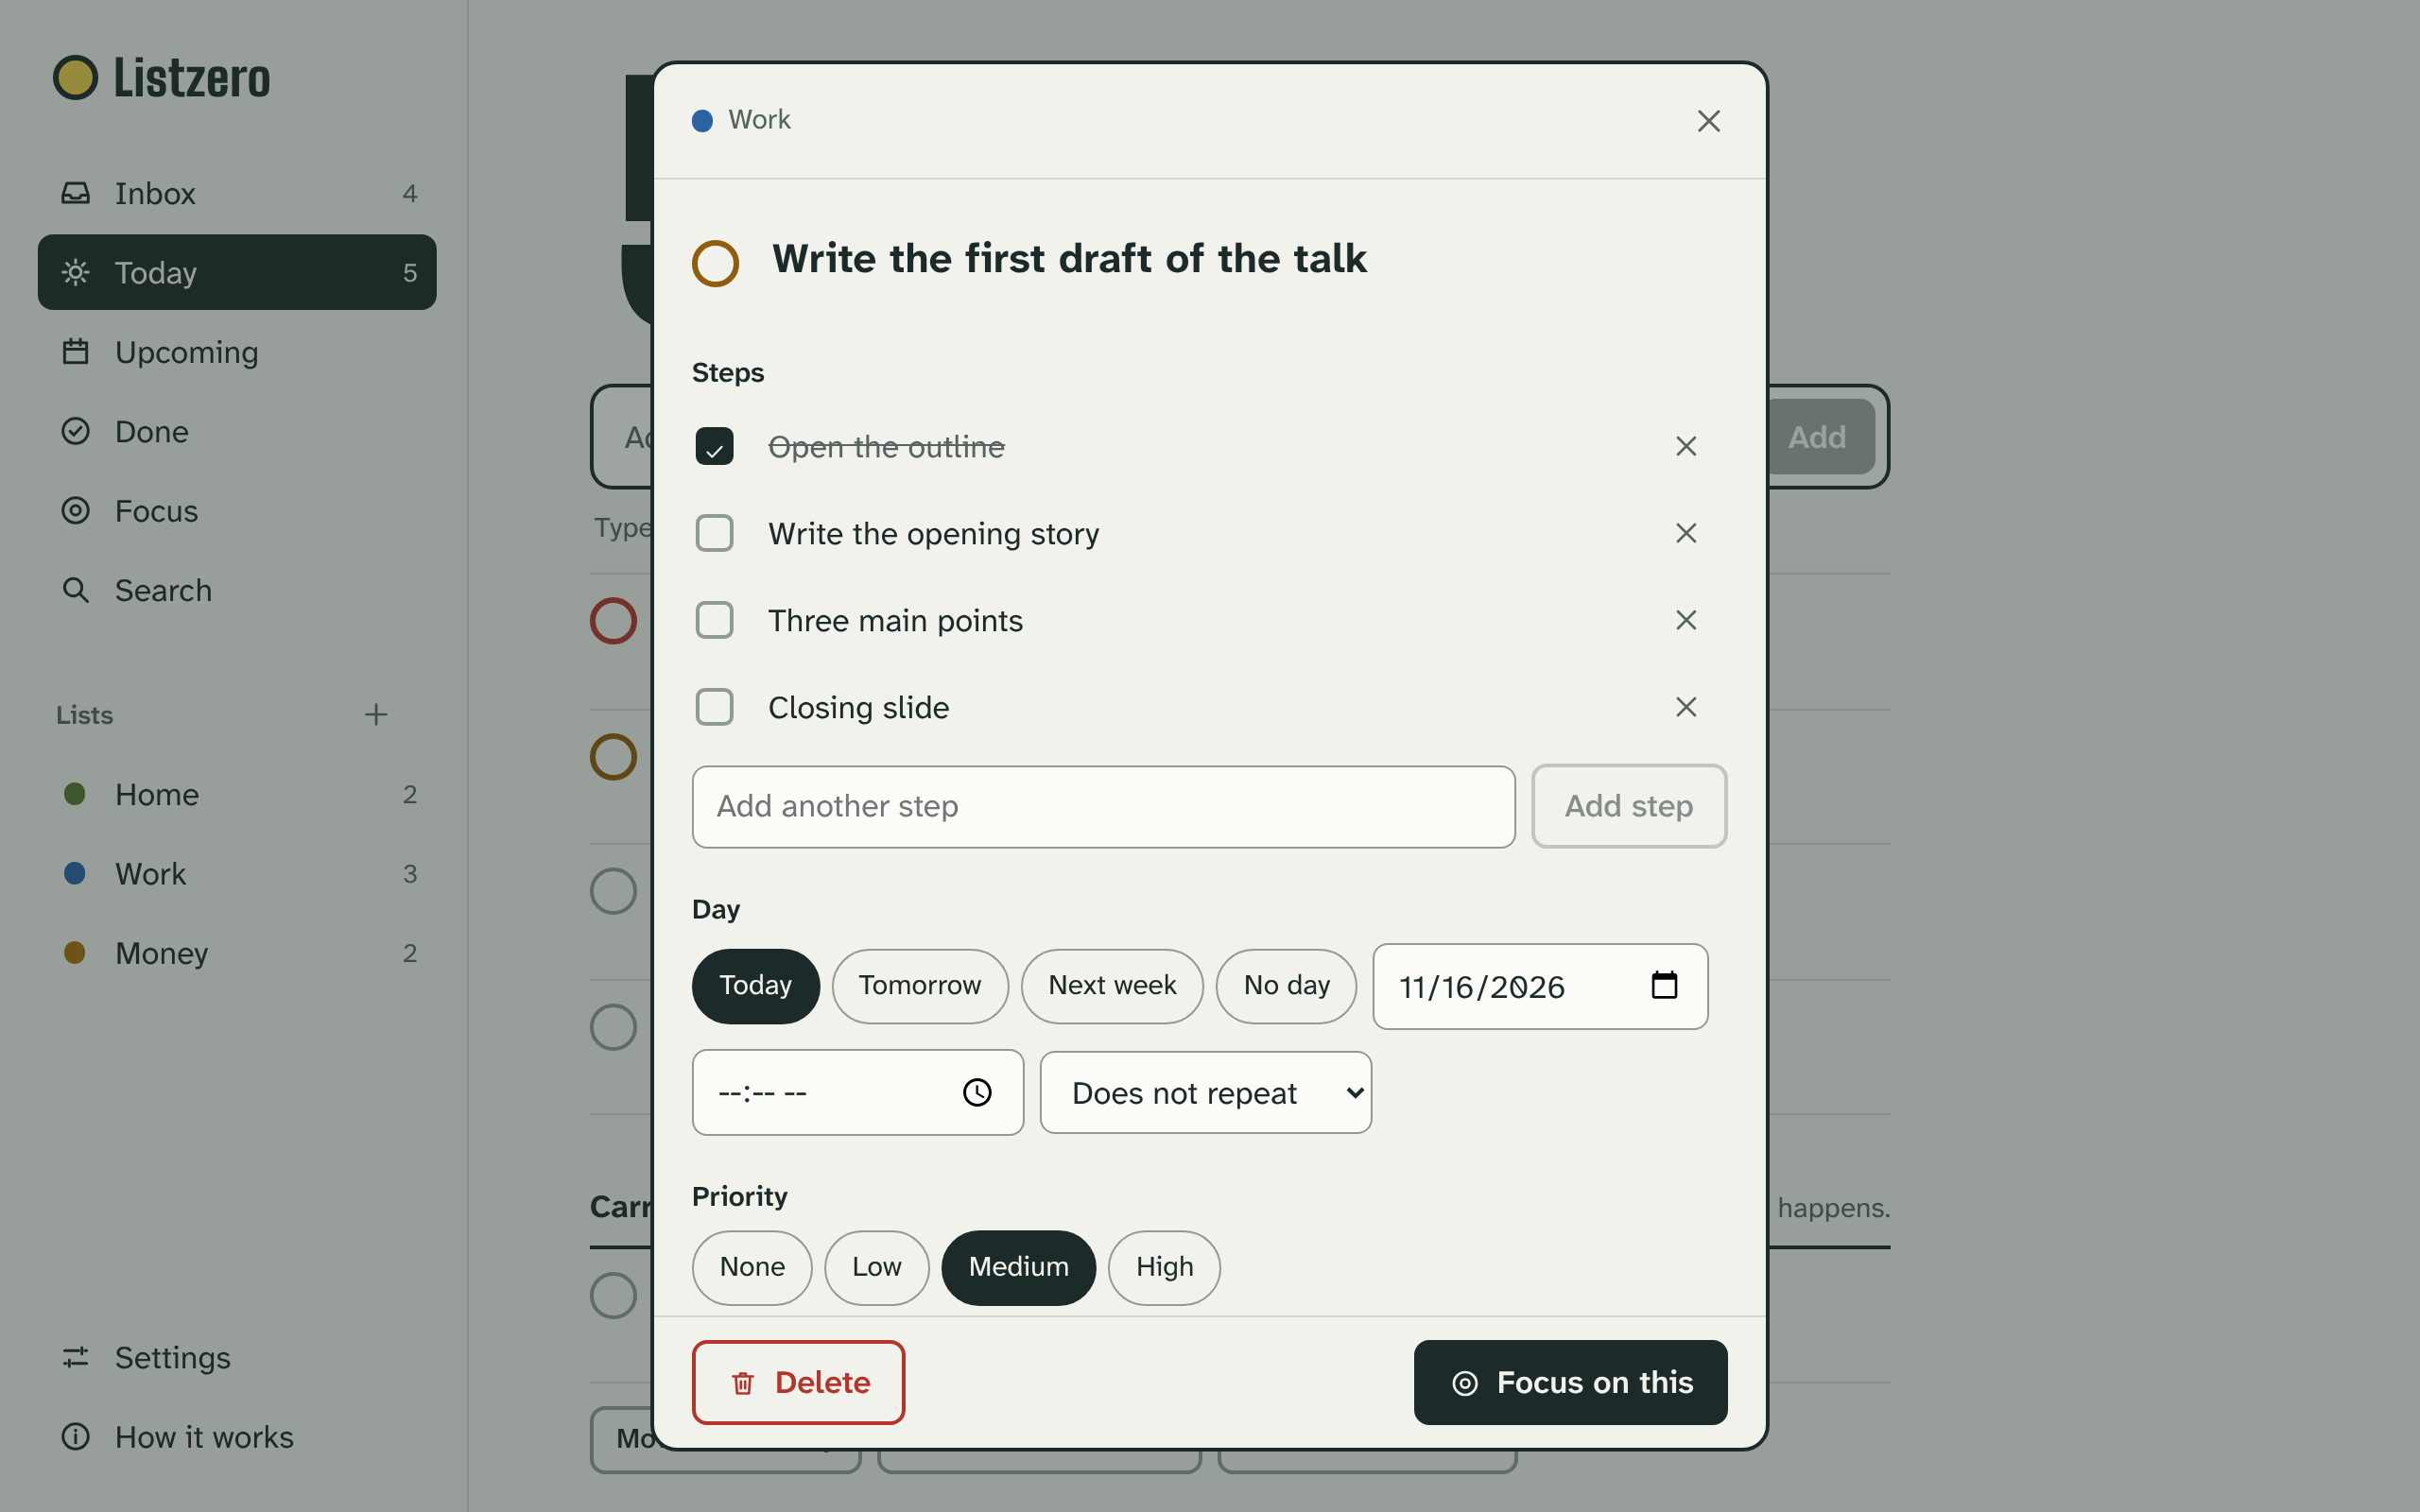 Listzero
Inbox 4
Today 5
Upcoming
Done
Focus
Search
Lists
Home 2
Work 3
Money 2
Settings
How it works
Add
Type
happens.
Work
Write the first draft of the talk
Steps
Open the outline
Write the opening story
Three main points
Closing slide
Add another step
Add step
Day
Today
Tomorrow
Next week
No day
11/16/2026
--:-- --
Does not repeat
Priority
None
Low
Medium
High
Delete
Focus on this